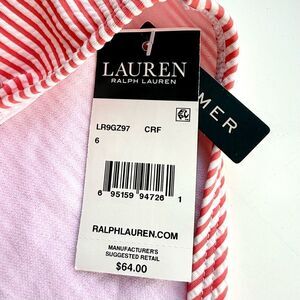 LAUREN
RALPH LAUREN
LR9GZ97 CRF
6
6 95159 94726 1
RALPHLAUREN.COM
MANUFACTURER'S
SUGGESTED RETAIL
$64.00
MER